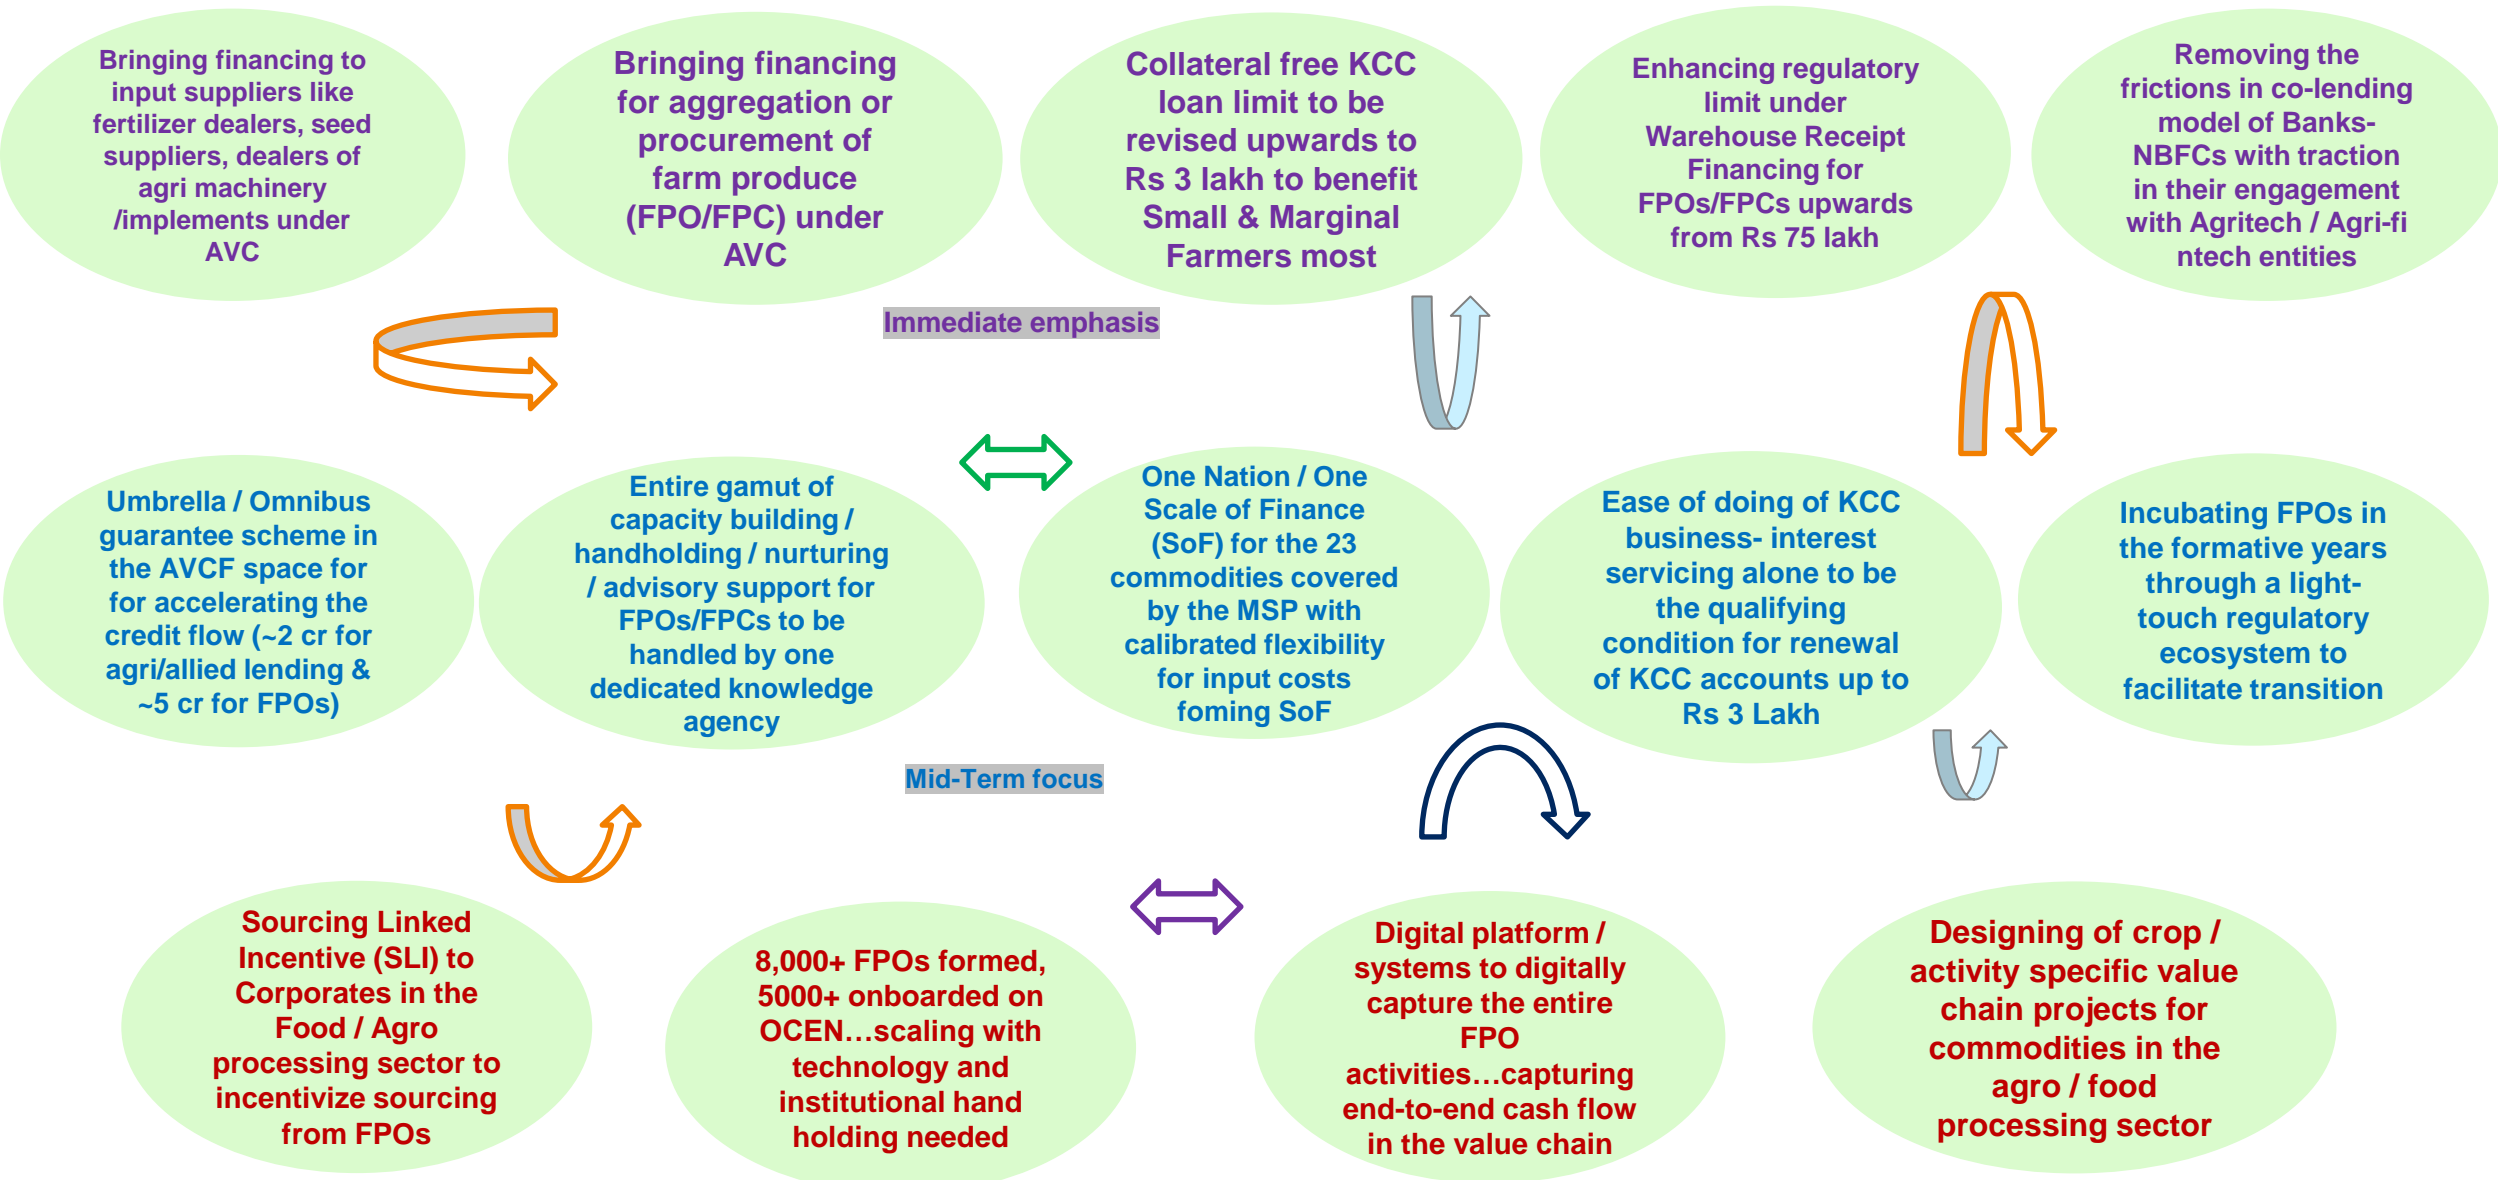 Bringing financing to
input suppliers like
fertilizer dealers, seed
suppliers, dealers of
agri machinery
/implements under
AVC
Bringing financing
for aggregation or
procurement of
farm produce
(FPO/FPC) under
AVC
Collateral free KCC
loan limit to be
revised upwards to
Rs 3 lakh to benefit
Small & Marginal
Farmers most
Enhancing regulatory
limit under
Warehouse Receipt
Financing for
FPOs/FPCs upwards
from Rs 75 lakh
Removing the
frictions in co-lending
model of Banks-
NBFCs with traction
in their engagement
with Agritech / Agri-fi
ntech entities
Immediate emphasis
Umbrella / Omnibus
guarantee scheme in
the AVCF space for
for accelerating the
credit flow (~2 cr for
agri/allied lending &
~5 cr for FPOs)
Entire gamut of
capacity building /
handholding / nurturing
/ advisory support for
FPOs/FPCs to be
handled by one
dedicated knowledge
agency
One Nation / One
Scale of Finance
(SoF) for the 23
commodities covered
by the MSP with
calibrated flexibility
for input costs
foming SoF
Ease of doing of KCC
business- interest
servicing alone to be
the qualifying
condition for renewal
of KCC accounts up to
Rs 3 Lakh
Incubating FPOs in
the formative years
through a light-
touch regulatory
ecosystem to
facilitate transition
Mid-Term focus
Sourcing Linked
Incentive (SLI) to
Corporates in the
Food / Agro
processing sector to
incentivize sourcing
from FPOs
8,000+ FPOs formed,
5000+ onboarded on
OCEN…scaling with
technology and
institutional hand
holding needed
Digital platform /
systems to digitally
capture the entire
FPO
activities…capturing
end-to-end cash flow
in the value chain
Designing of crop /
activity specific value
chain projects for
commodities in the
agro / food
processing sector